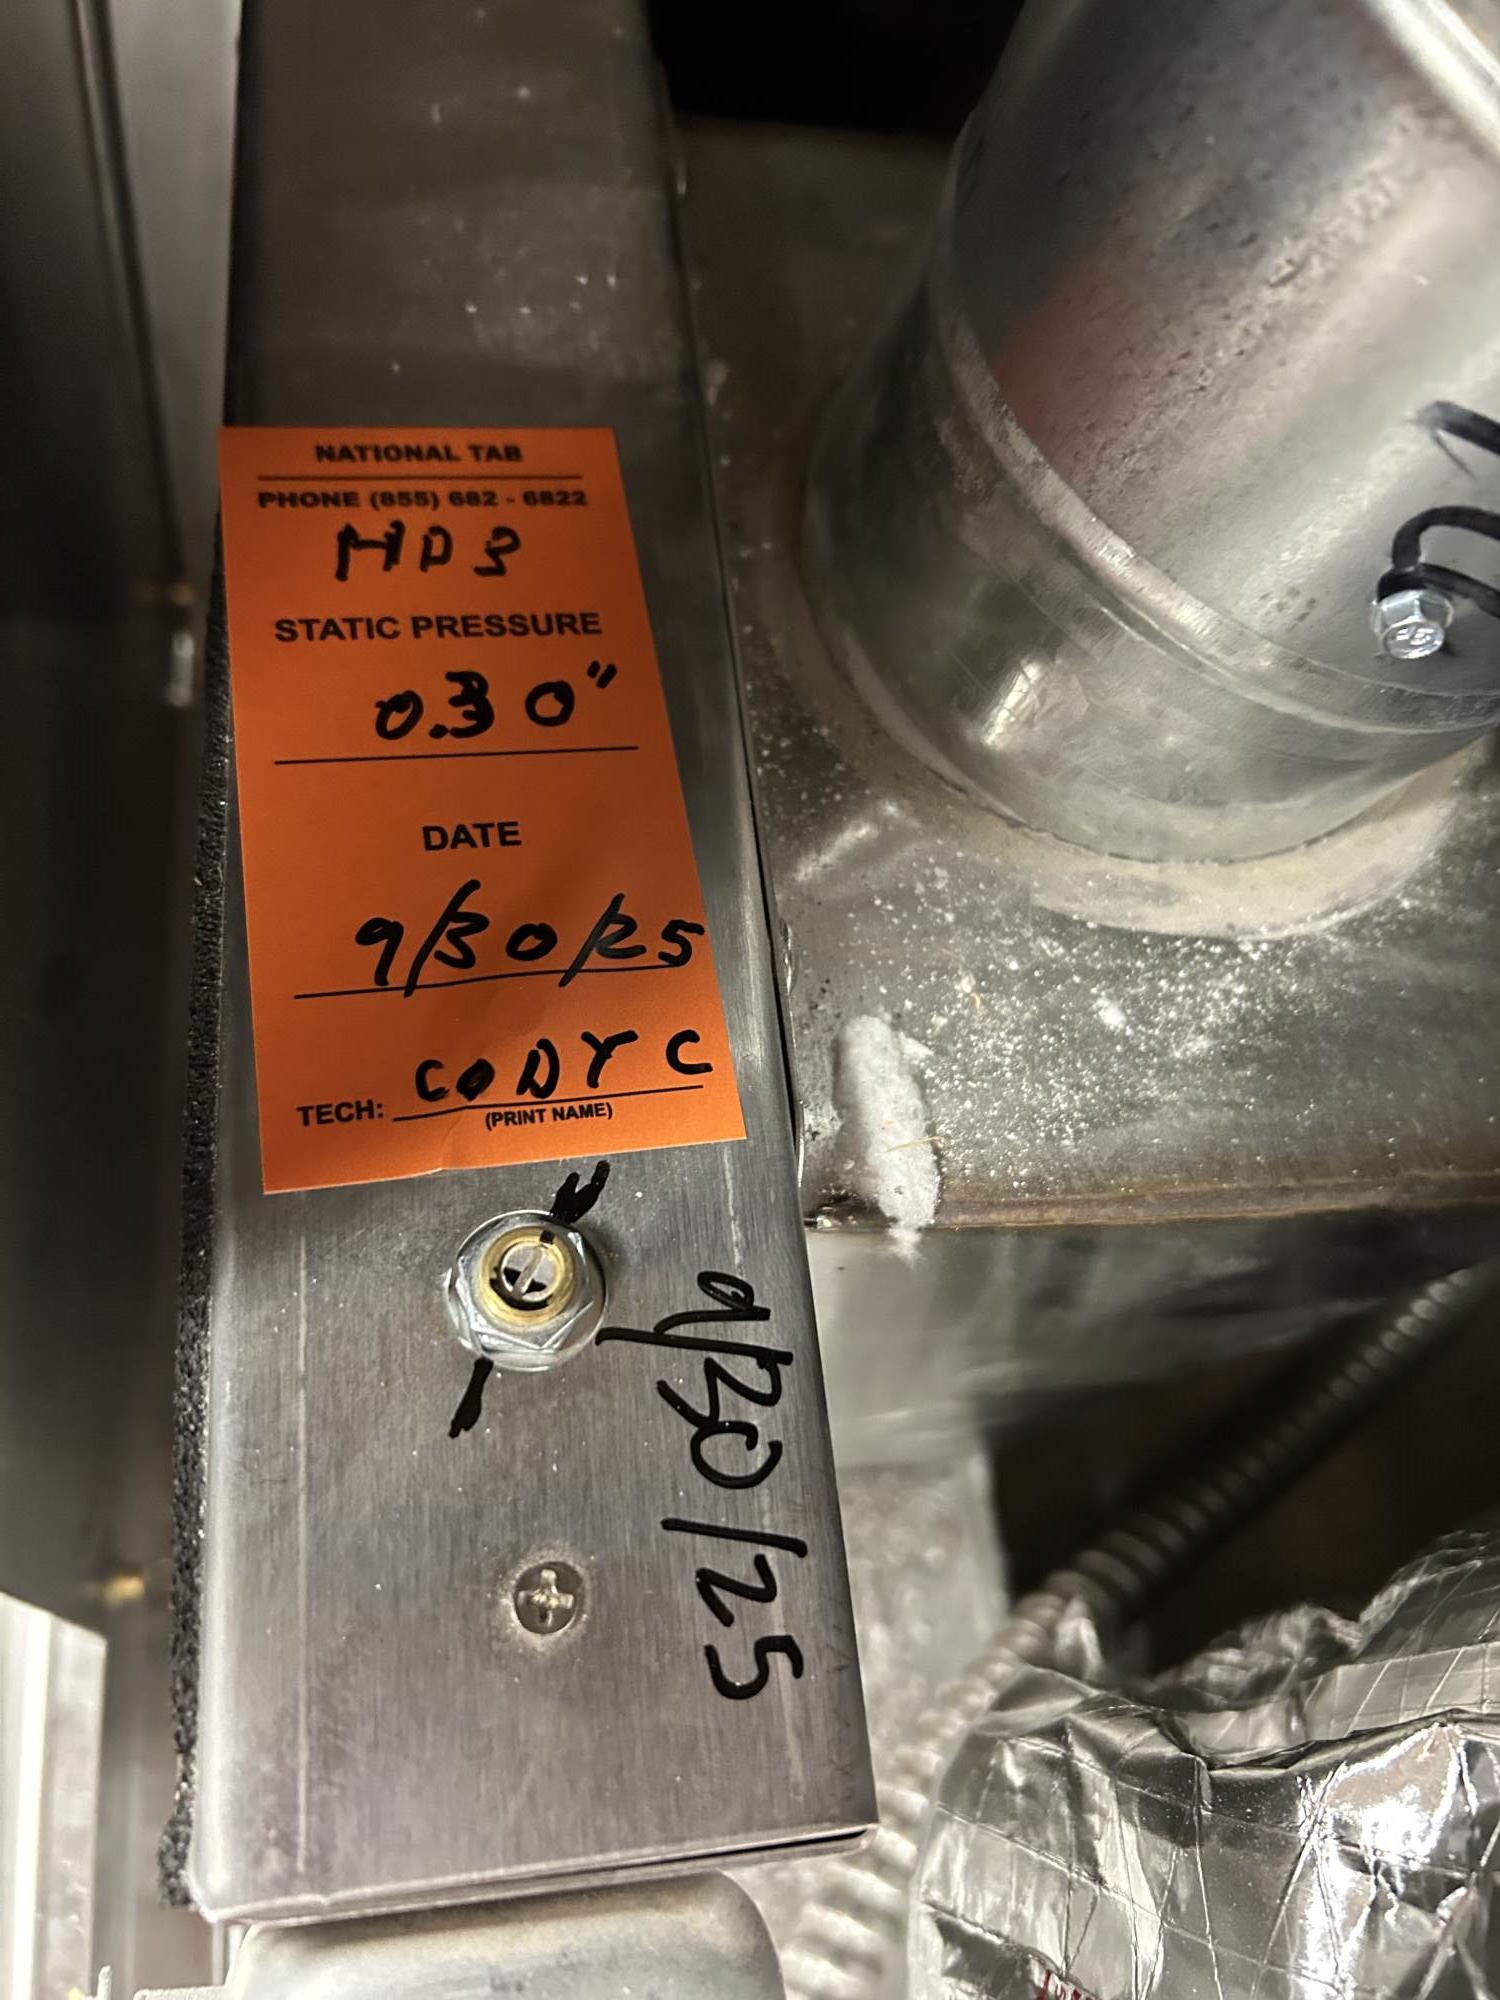 NATIONAL TAB
PHONE (855) 682 - 6822
HD3
STATIC PRESSURE
0.30"
DATE
9/30/25
CODY C
TECH:
(PRINT NAME)
9/30/25